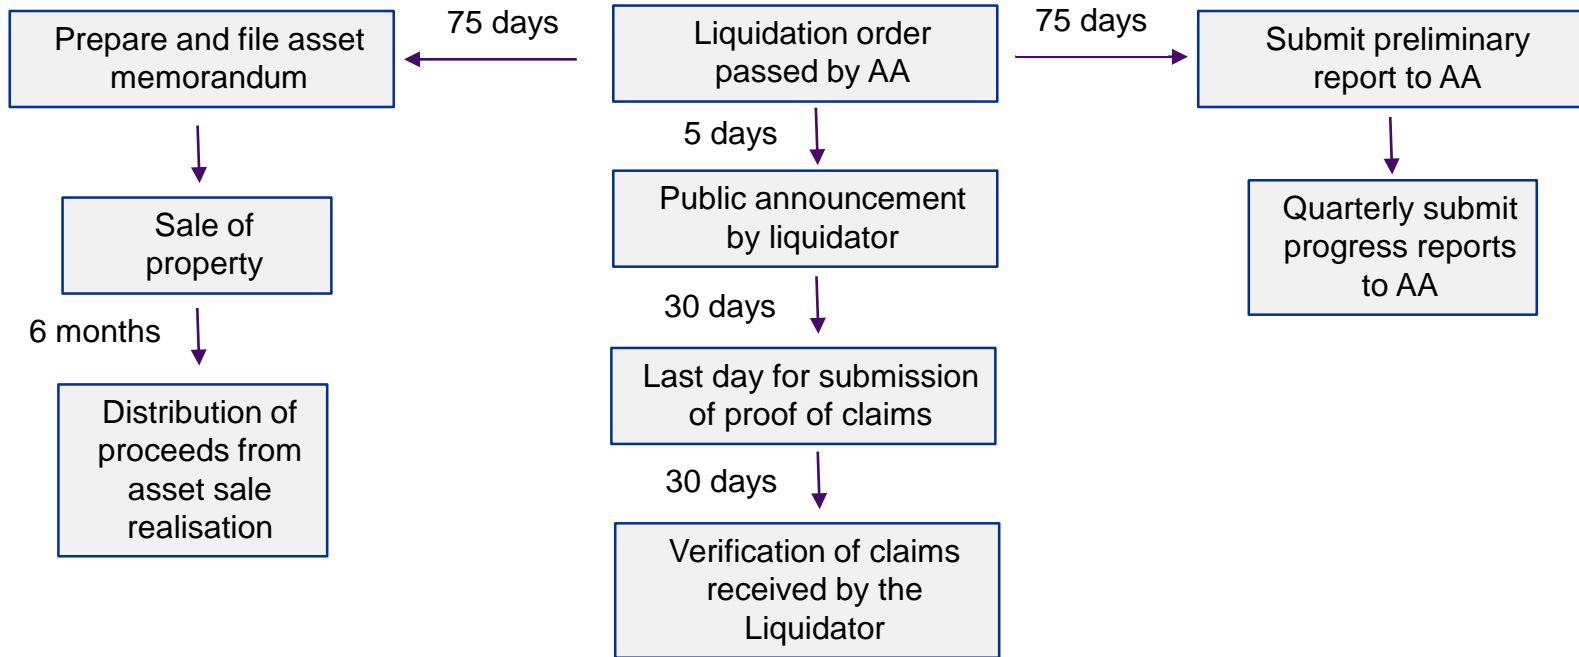 75 days
75 days
Prepare and file asset
memorandum
Liquidation order
passed by AA
Submit preliminary
report to AA
5 days
Sale of
property
Public announcement
by liquidator
Quarterly submit
progress reports
to AA
6 months
30 days
Distribution of
proceeds from
asset sale
realisation
Last day for submission
of proof of claims
30 days
Verification of claims
received by the
Liquidator